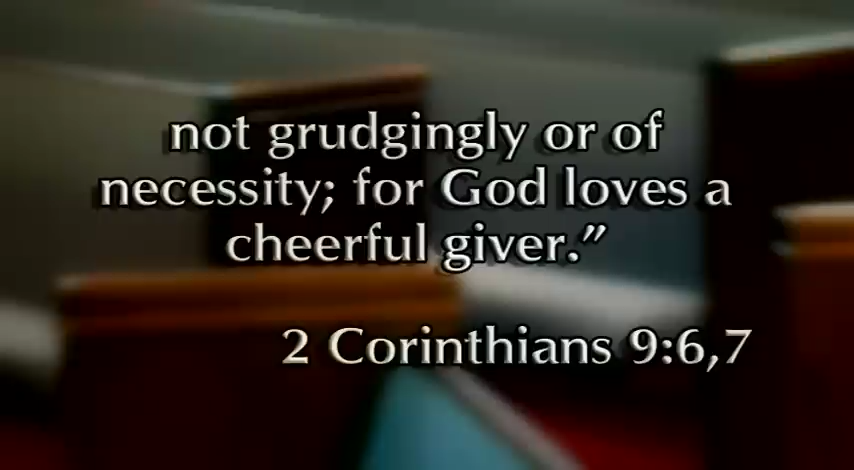 not grudgingly or of
necessity; for God loves a
cheerful giver.”
2 Corinthians 9:6,7